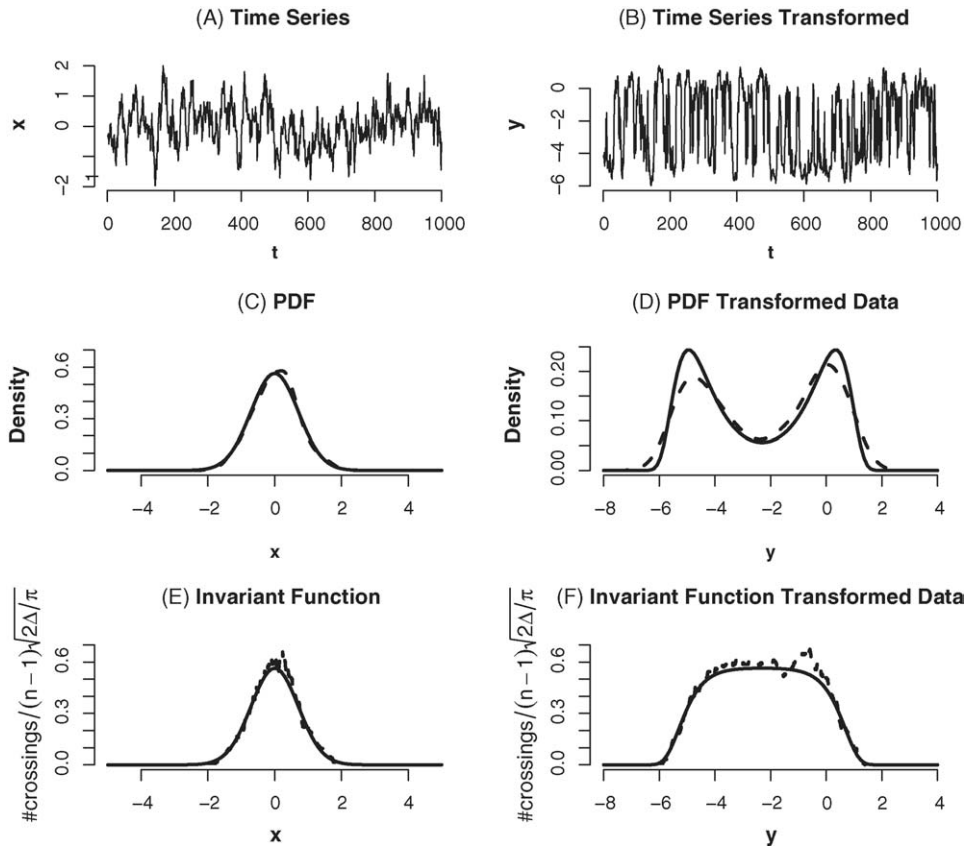 (A) Time Series
(B) Time Series Transformed
x
2
1
0
-2
0 200 400 600 800 1000
t
y
0
-2
-4
-6
0 200 400 600 800 1000
t
(C) PDF
(D) PDF Transformed Data
Density
0.6
0.3
0.0
-4 -2 0 2 4
x
Density
0.20
0.10
0.00
-8 -6 -4 -2 0 2 4
y
(E) Invariant Function
(F) Invariant Function Transformed Data
#crossings/(n−1)√2Δ/π
0.6
0.3
0.0
-4 -2 0 2 4
x
#crossings/(n−1)√2Δ/π
0.6
0.3
0.0
-8 -6 -4 -2 0 2 4
y